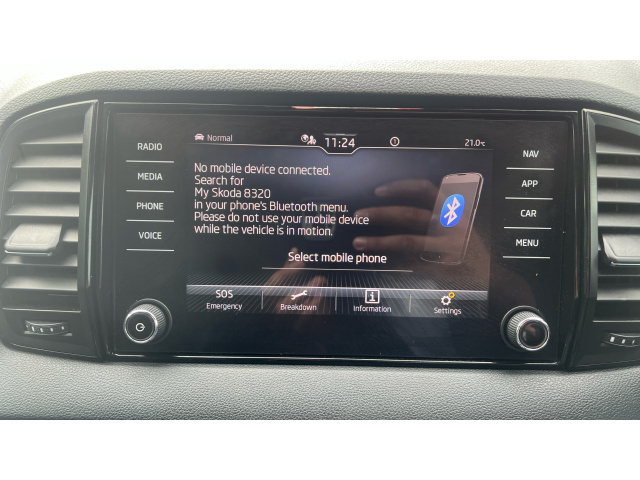 RADIO
MEDIA
PHONE
VOICE
Normal
11:24
21.0°C
No mobile device connected.
Search for
My Skoda 8320
in your phone's Bluetooth menu.
Please do not use your mobile device
while the vehicle is in motion.
Select mobile phone
SOS
Emergency
Breakdown
Information
Settings
NAV
APP
CAR
MENU